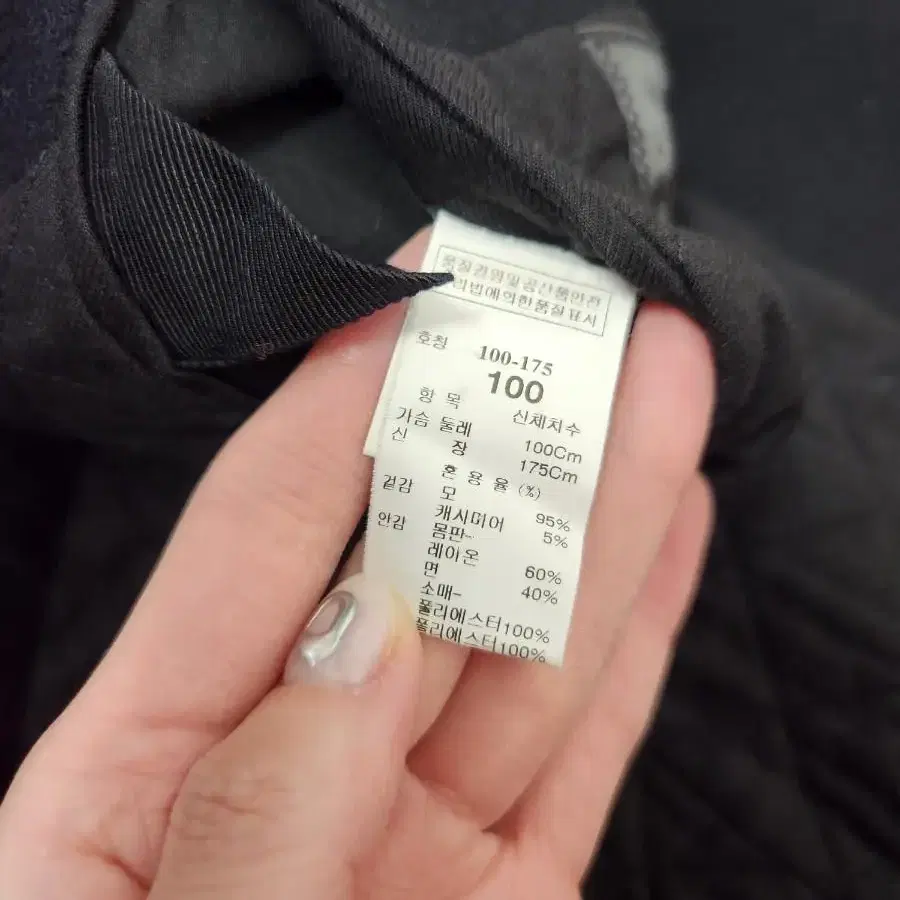 품질경영및공산품안전
리법에의한품질표시
호칭 100-175
100
항 목 신체치수
가슴 둘레 100Cm
신 장 175Cm
혼 용 율 (%)
겉감 모 95%
캐시미어 5%
안감 몸판-
레이온 60%
면 40%
소매-
폴리에스터100%
폴리에스터100%